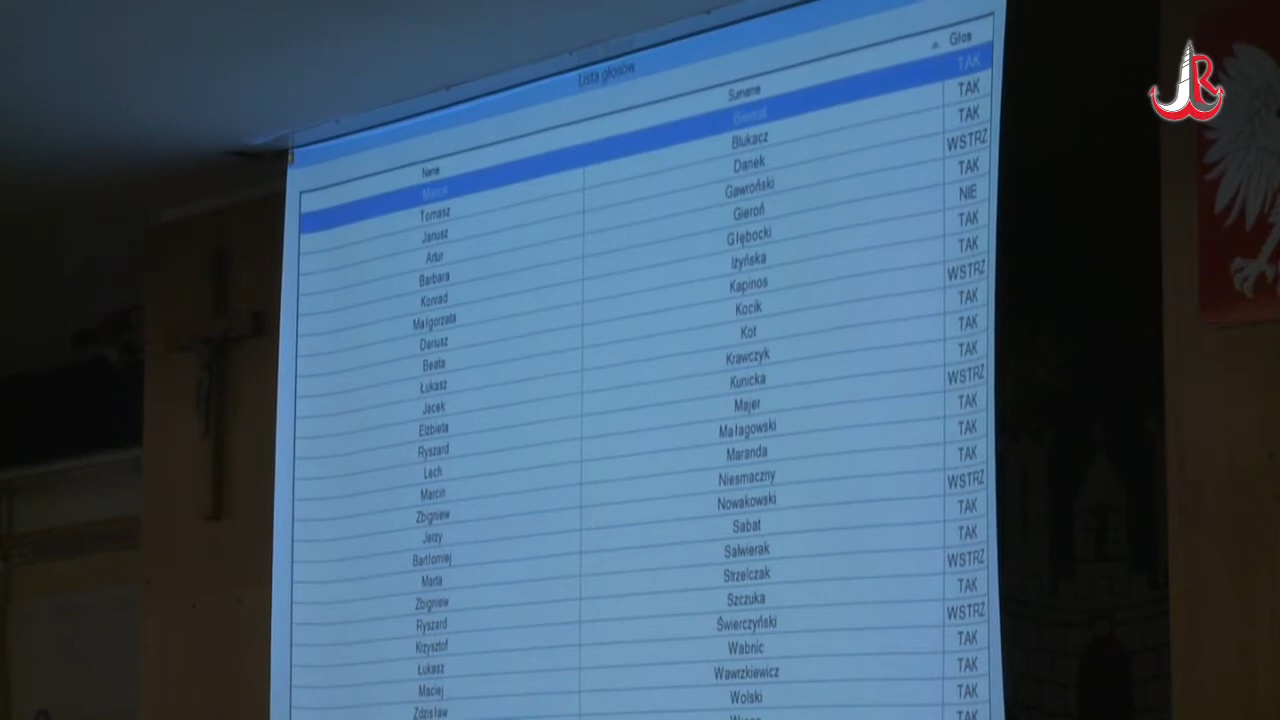 Lista głosów
Name Surname Głos
TAK
Tomasz Błukacz TAK
Janusz Danek TAK
Artur Gawroński WSTRZ
Barbara Gieroń TAK
Konrad Głębocki NIE
Małgorzata Iżyńska TAK
Dariusz Kapinos TAK
Beata Kocik WSTRZ
Łukasz Kot TAK
Jacek Krawczyk TAK
Elżbieta Kunicka TAK
Ryszard Majer WSTRZ
Lech Małagowski TAK
Marcin Maranda TAK
Zbigniew Niesmaczny TAK
Jerzy Nowakowski WSTRZ
Bartłomiej Sabat TAK
Marta Salwierak TAK
Zbigniew Strzelczak WSTRZ
Ryszard Szczuka TAK
Krzysztof Świerczyński WSTRZ
Łukasz Wabnic TAK
Maciej Wawrzkiewicz TAK
Zdzisław Wolski TAK
TAK